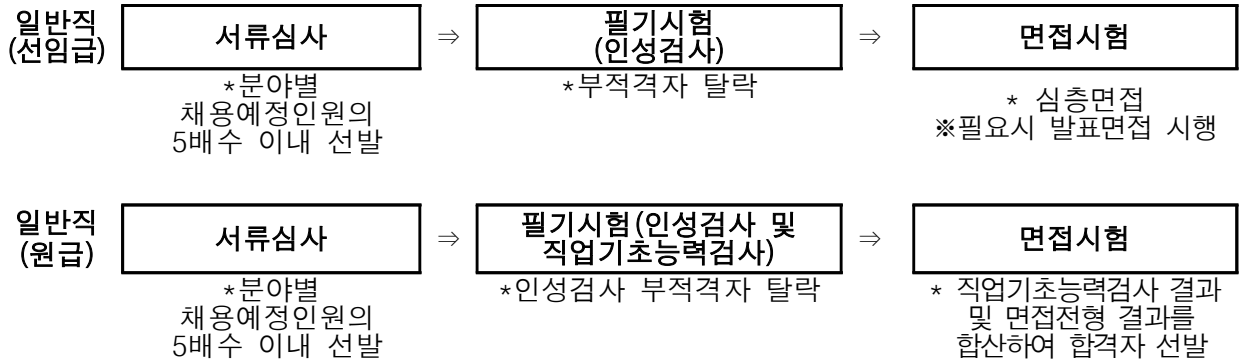 일반직
(선임급)
서류심사
⇒
필기시험
(인성검사)
⇒
면접시험
*분야별
채용예정인원의
5배수 이내 선발
*부적격자 탈락
* 심층면접
※필요시 발표면접 시행
일반직
(원급)
서류심사
⇒
필기시험(인성검사 및
직업기초능력검사)
⇒
면접시험
*분야별
채용예정인원의
5배수 이내 선발
*인성검사 부적격자 탈락
* 직업기초능력검사 결과
및 면접전형 결과를
합산하여 합격자 선발